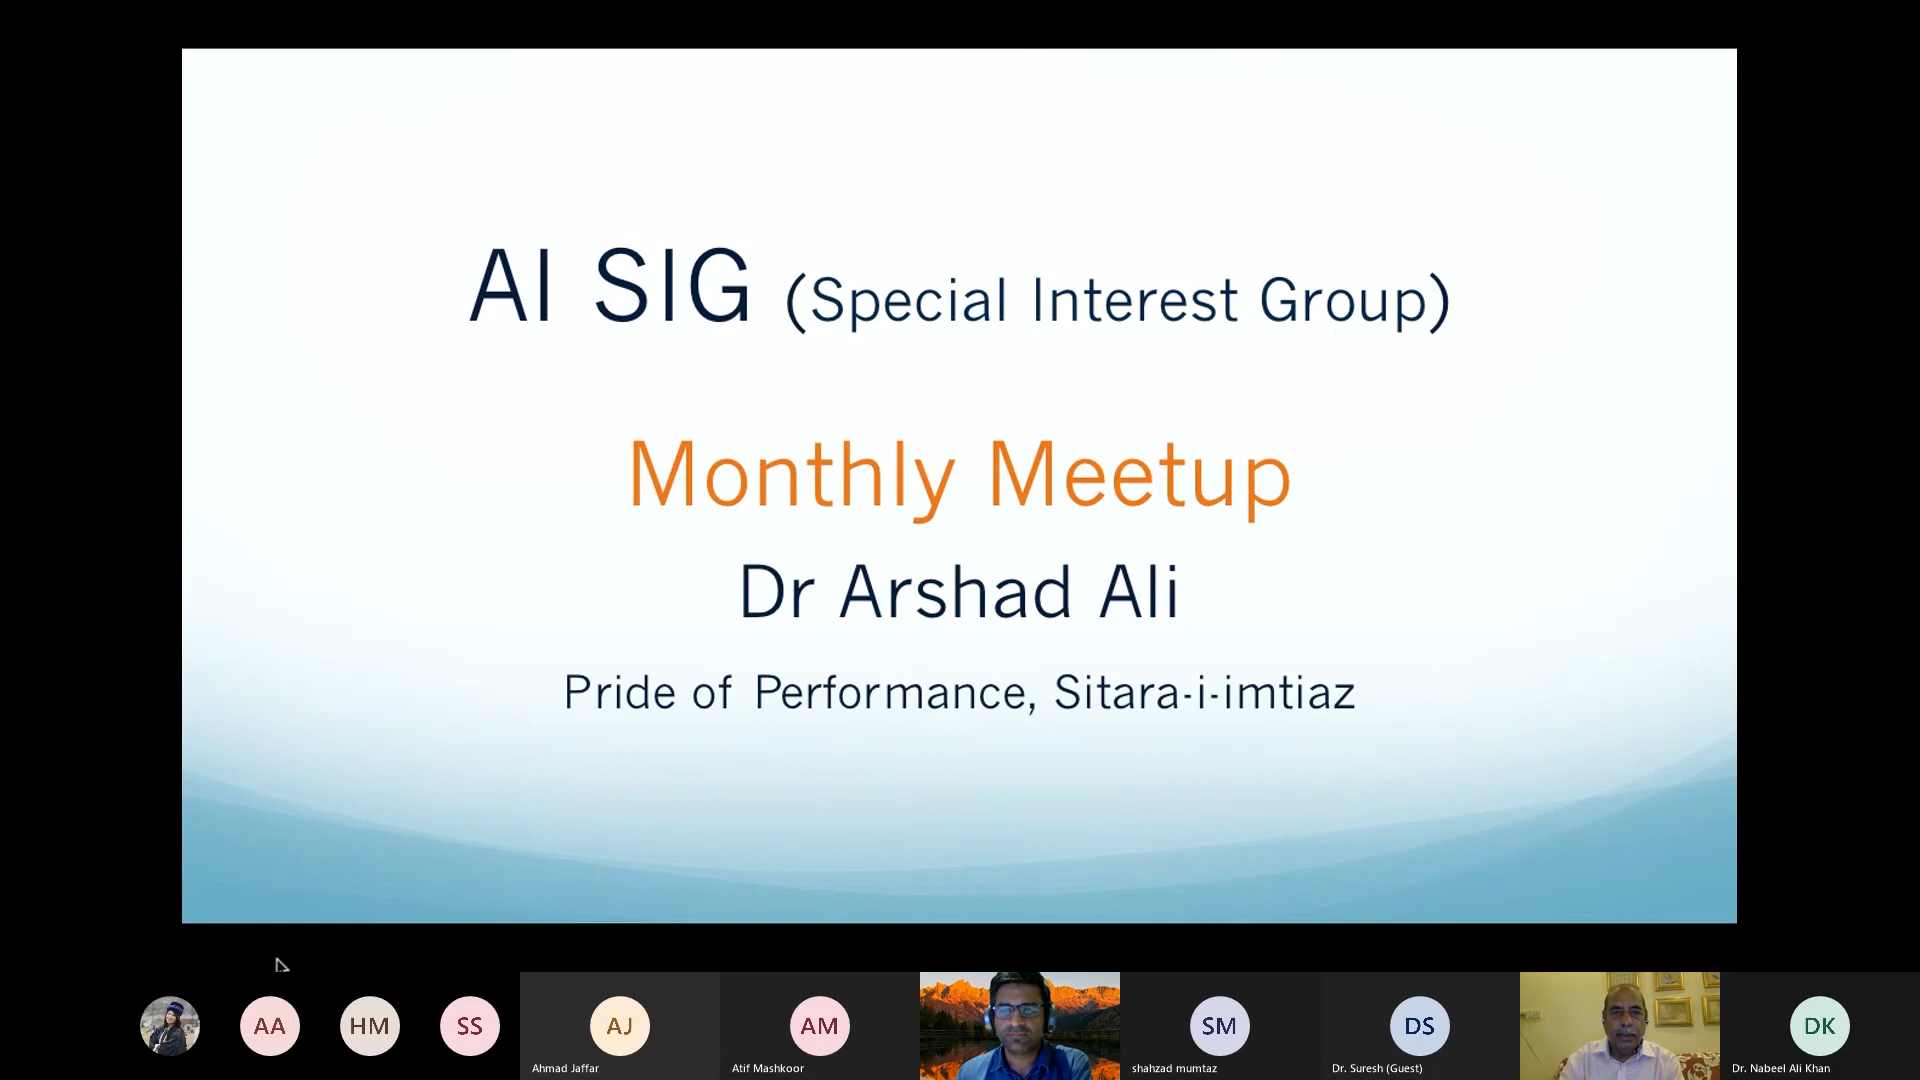 AI SIG (Special Interest Group)
Monthly Meetup
Dr Arshad Ali
Pride of Performance, Sitara-i-imtiaz
AA
HM
SS
AJ
AM
SM
DS
DK
Ahmad Jaffar
Atif Mashkoor
shahzad mumtaz
Dr. Suresh (Guest)
Dr. Nabeel Ali Khan